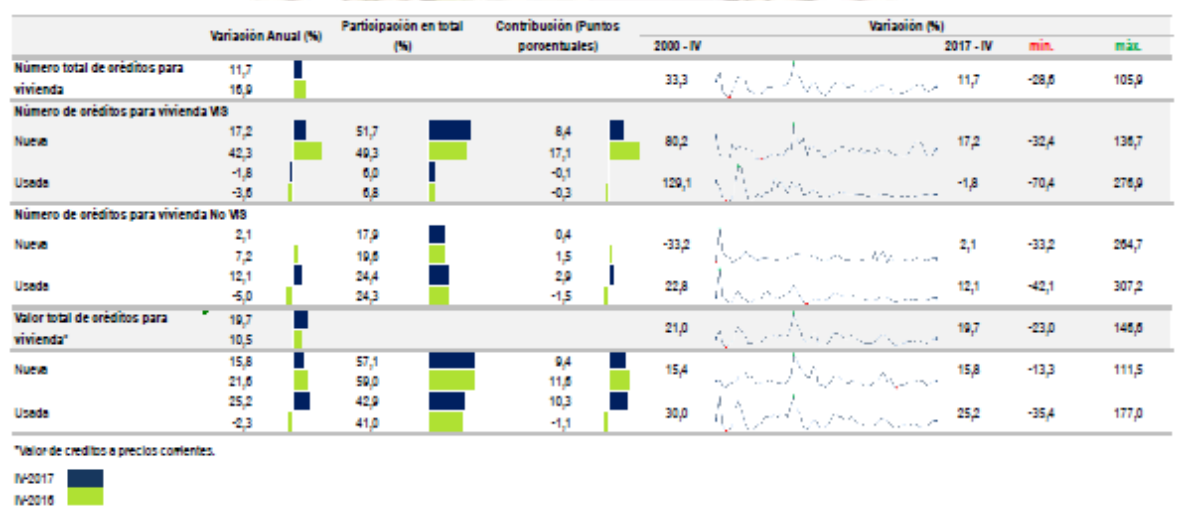 Variación Anual (%) Participación en total (%) Contribución (Puntos porcentuales) Variación (%)
2000 - IV 2017 - IV mín. máx.
Número total de créditos para vivienda 11,7 33,3 11,7 -28,6 105,9
16,9
Número de créditos para vivienda VIS
Nueva 17,2 51,7 8,4 80,2 17,2 -32,4 136,7
42,3 49,3 17,1
Usada -1,8 6,0 -0,1 129,1 -1,8 -70,4 276,9
-3,6 6,8 -0,3
Número de créditos para vivienda No VIS
Nueva 2,1 17,9 0,4 -33,2 2,1 -33,2 264,7
7,2 19,6 1,5
Usada 12,1 24,4 2,9 22,8 12,1 -42,1 307,2
-5,0 24,3 -1,5
Valor total de créditos para vivienda* 19,7 21,0 19,7 -23,0 146,6
10,5
Nueva 15,8 57,1 9,4 15,4 15,8 -13,3 111,5
21,6 59,0 11,6
Usada 25,2 42,9 10,3 30,0 25,2 -35,4 177,0
-2,3 41,0 -1,1
*Valor de creditos a precios corrientes.
IV-2017
IV-2016